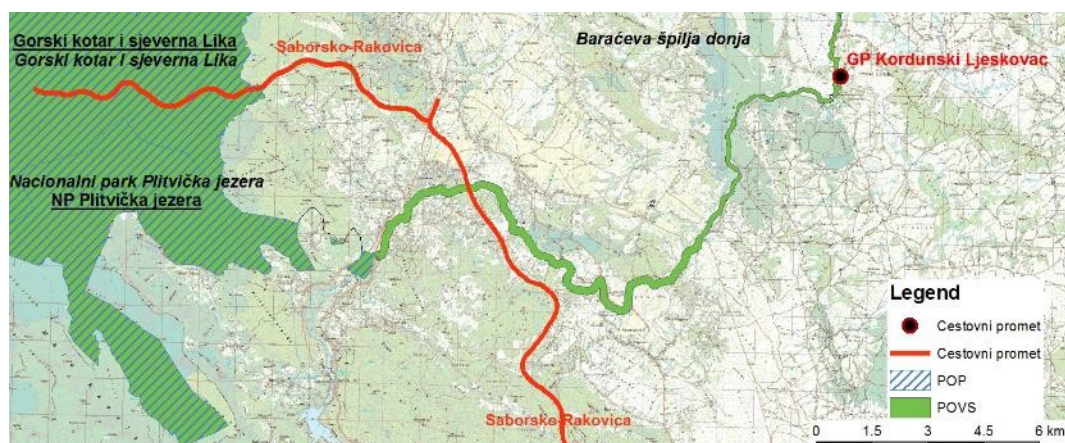 Gorski kotar i sjeverna Lika
Gorski kotar i sjeverna Lika
Saborsko-Rakovica
Baraćeva špilja donja
GP Kordunski Ljeskovac
Nacionalni park Plitvička jezera
NP Plitvička jezera
Saborsko-Rakovica
Legend
Cestovni promet
Cestovni promet
POP
POVS
0 1.5 3 4.5 6 km